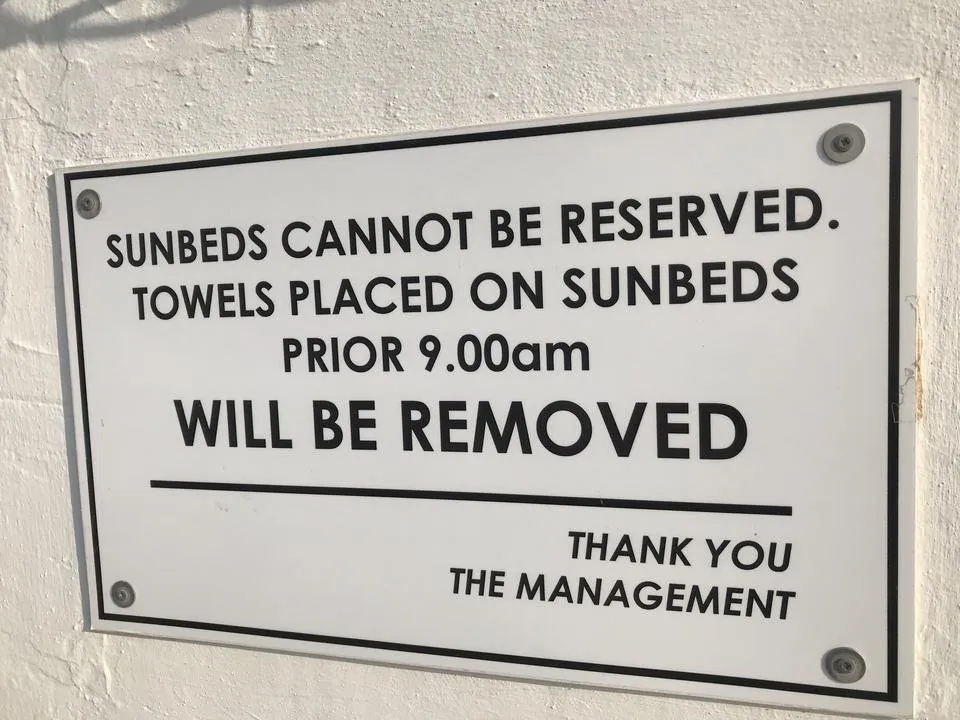 SUNBEDS CANNOT BE RESERVED.
TOWELS PLACED ON SUNBEDS
PRIOR 9.00am
WILL BE REMOVED
THANK YOU
THE MANAGEMENT